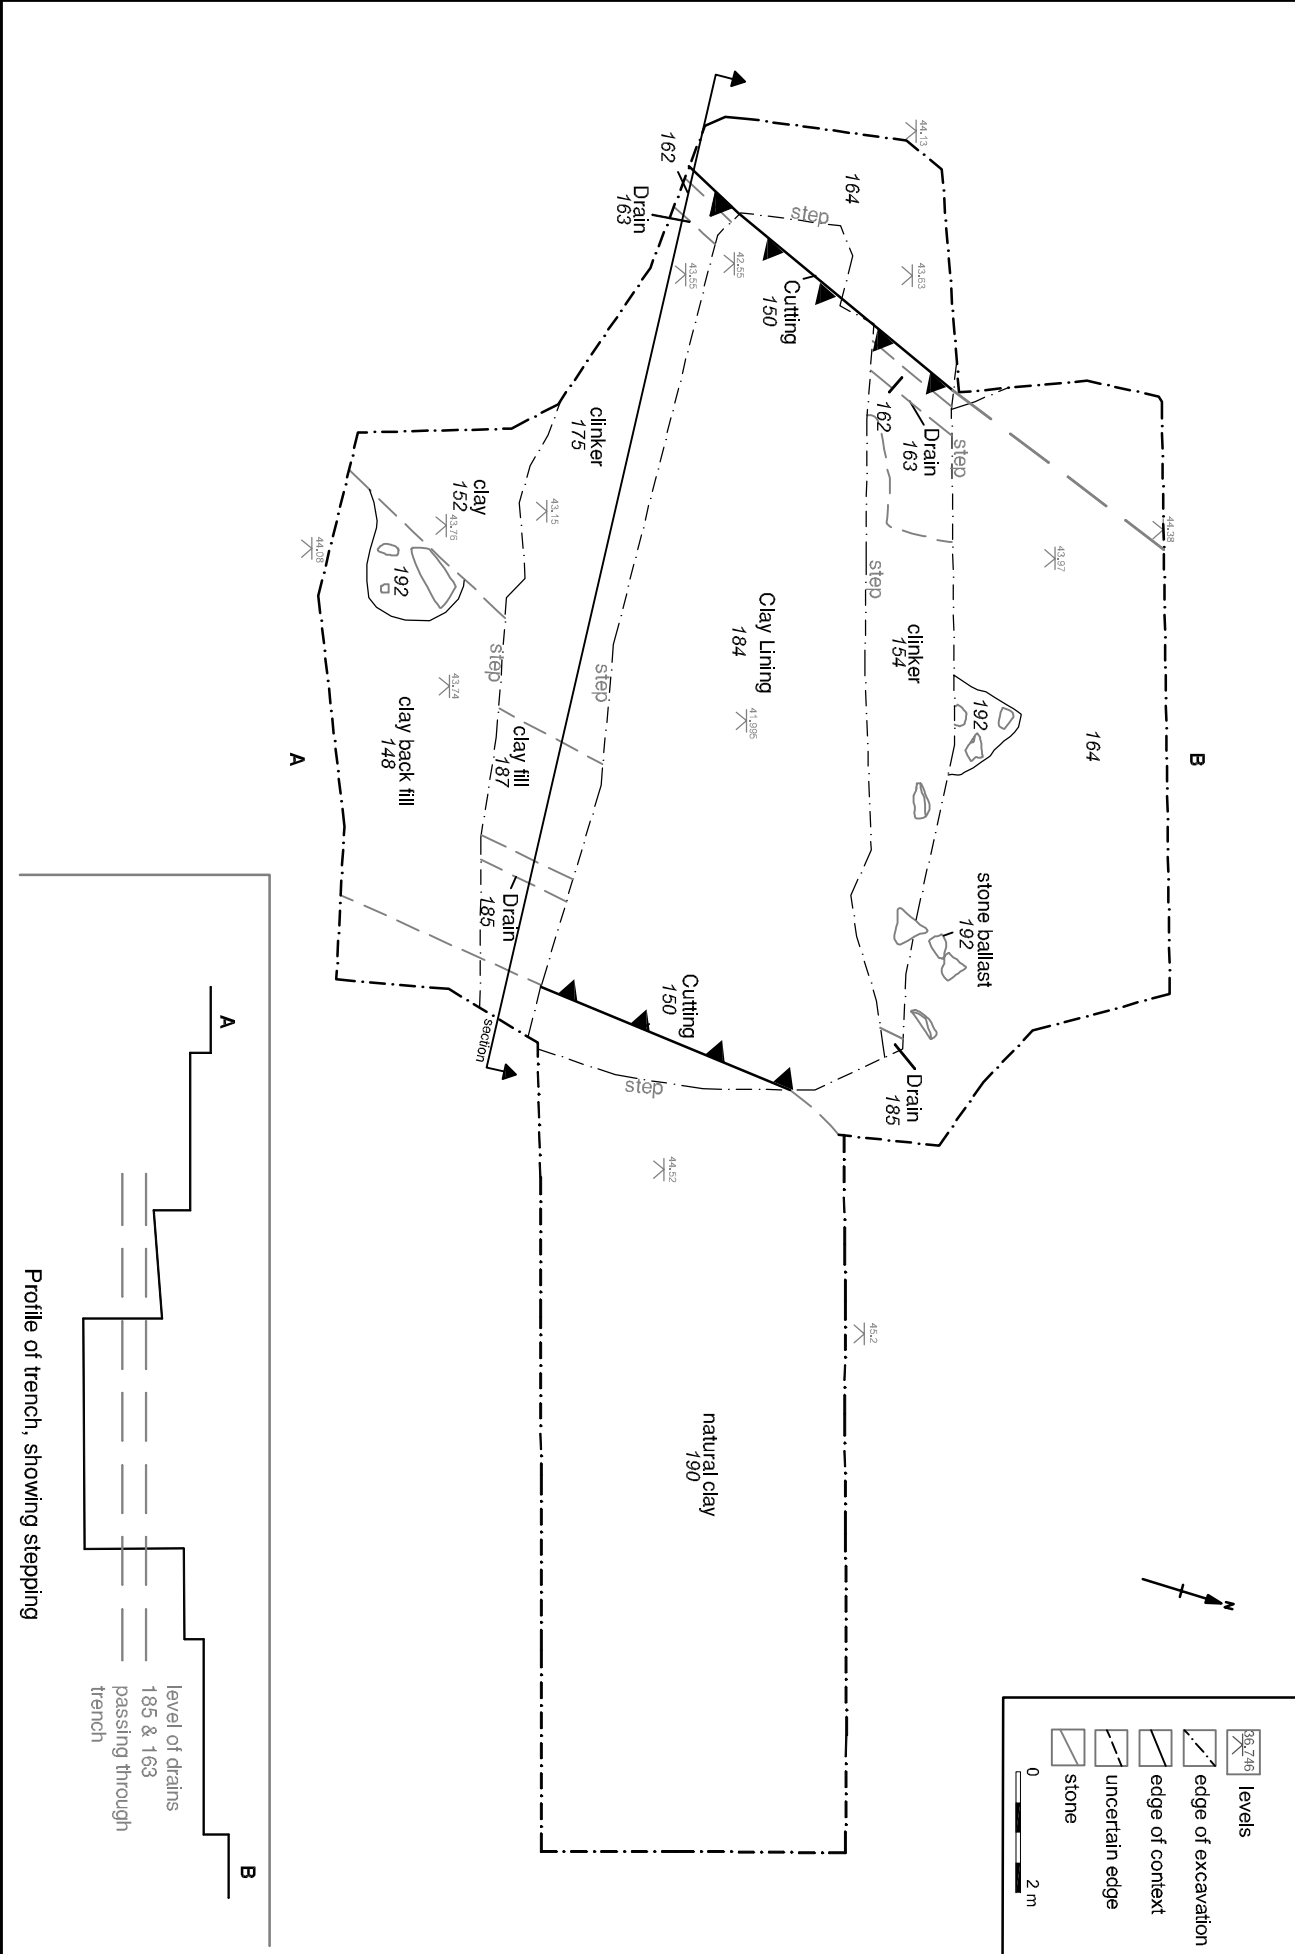 36.746
levels
edge of excavation
edge of context
uncertain edge
stone
0
2 m
N
B
44.38
164
43.97
192
stone ballast
192
44.13
43.63
164
step
Drain
163
162
clinker
154
Drain
185
step
step
45.2
Cutting
150
Clay Lining
184
41.995
42.55
Cutting
150
natural clay
190
44.52
step
162
Drain
163
43.55
step
clinker
175
43.15
clay fill
187
Drain
185
section
step
clay
152
43.76
192
43.74
clay back fill
148
44.08
A
B
A
level of drains
185 & 163
passing through
trench
Profile of trench, showing stepping